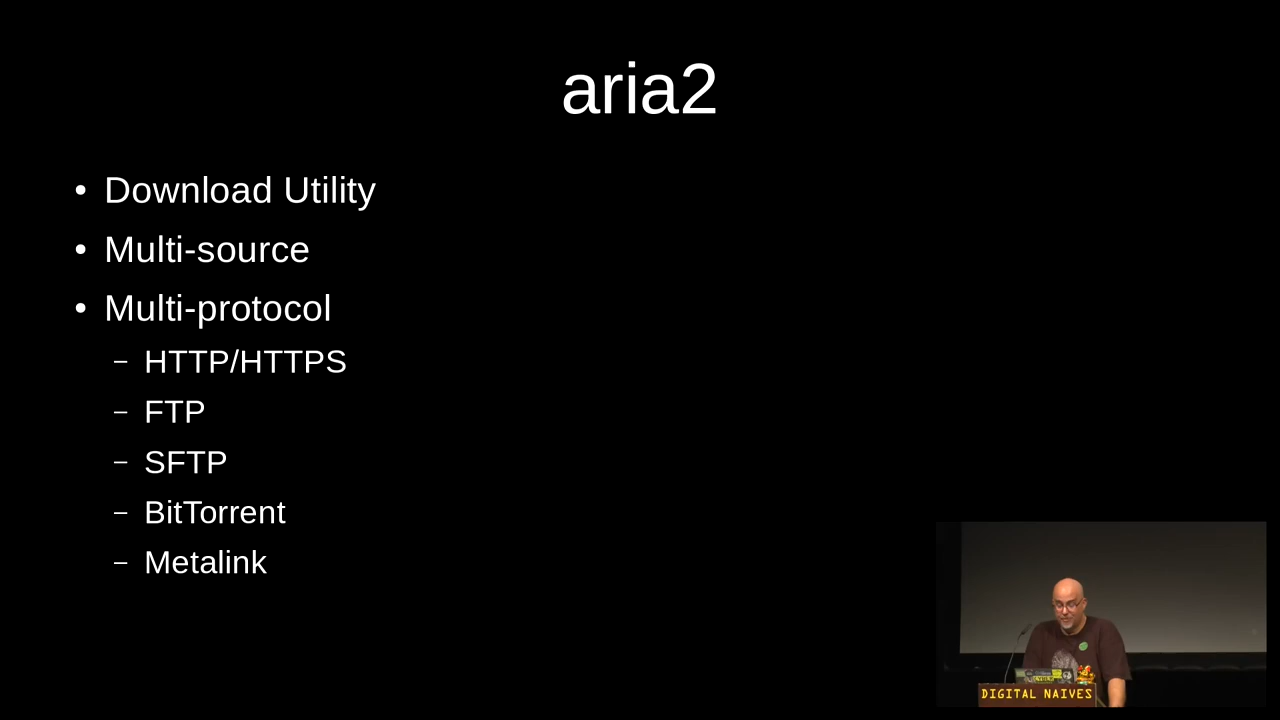 aria2
• Download Utility
• Multi-source
• Multi-protocol
– HTTP/HTTPS
– FTP
– SFTP
– BitTorrent
– Metalink
DIGITAL NAIVES